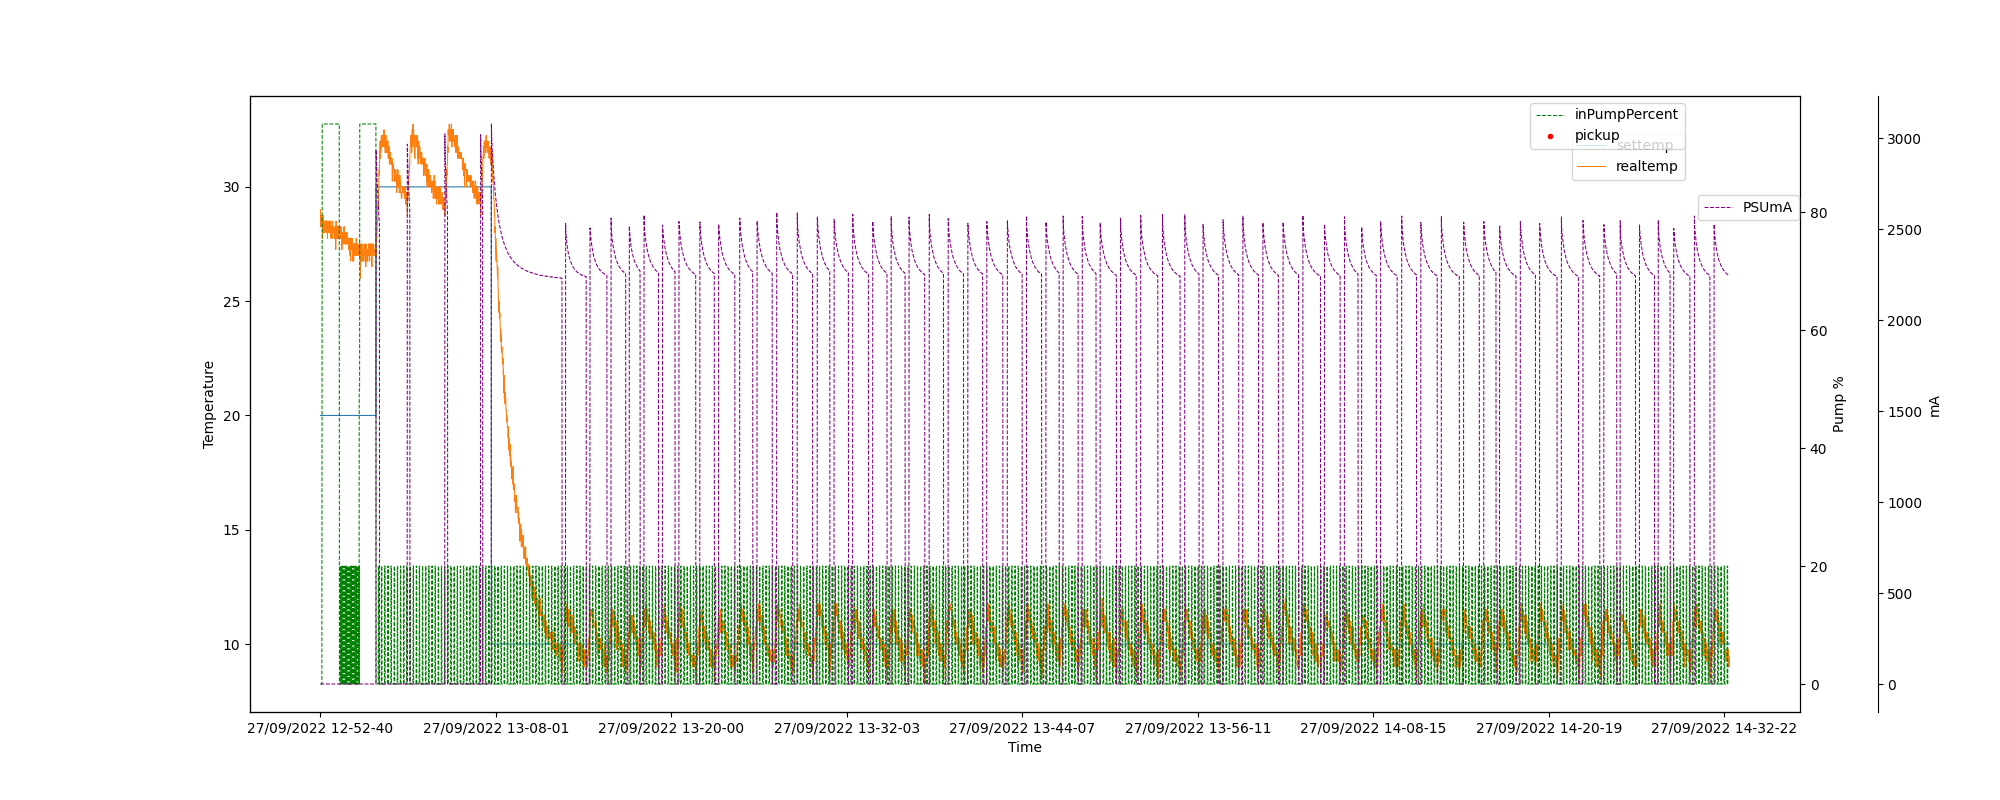 inPumpPercent
pickup
settemp
realtemp
PSUmA
30
25
20
15
10
Temperature
80
60
40
20
0
Pump %
3000
2500
2000
1500
1000
500
0
mA
27/09/2022 12-52-40
27/09/2022 13-08-01
27/09/2022 13-20-00
27/09/2022 13-32-03
27/09/2022 13-44-07
27/09/2022 13-56-11
27/09/2022 14-08-15
27/09/2022 14-20-19
27/09/2022 14-32-22
Time